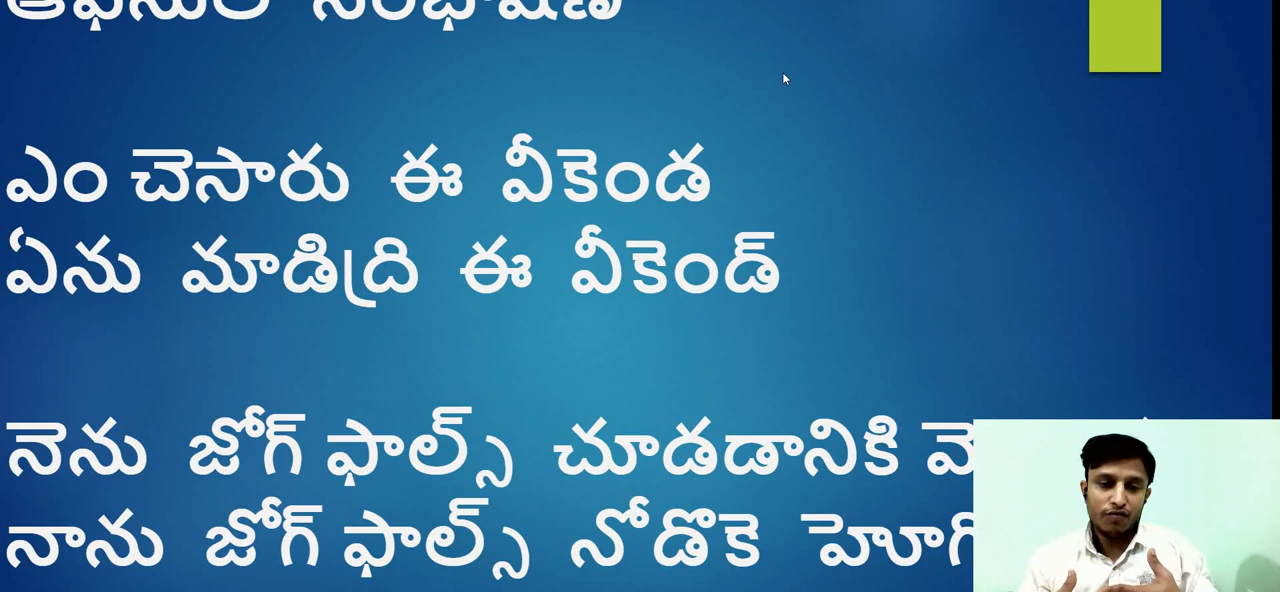 ఎం చెసారు ఈ వీకెండ
ఏను మాడిద్రి ఈ వీకెండ్
నెను జోగ్ ఫాల్స్ చూడడానికి
నాను జోగ్ ఫాల్స్ నోడొకె